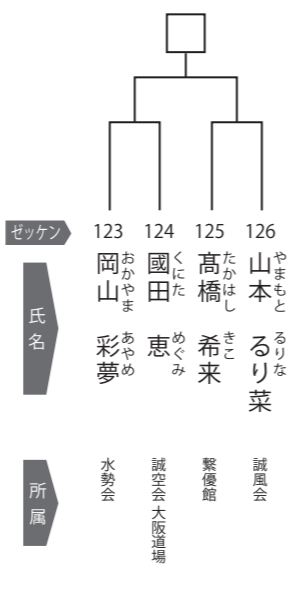 ゼッケン
123
124
125
126
氏名
岡山 彩夢
おかやま あやめ
國田 恵
くにた めぐみ
髙橋 希来
たかはし きこ
山本 るり菜
やまもと るりな
所属
水勢会
誠空会 大阪道場
繋優館
誠風会